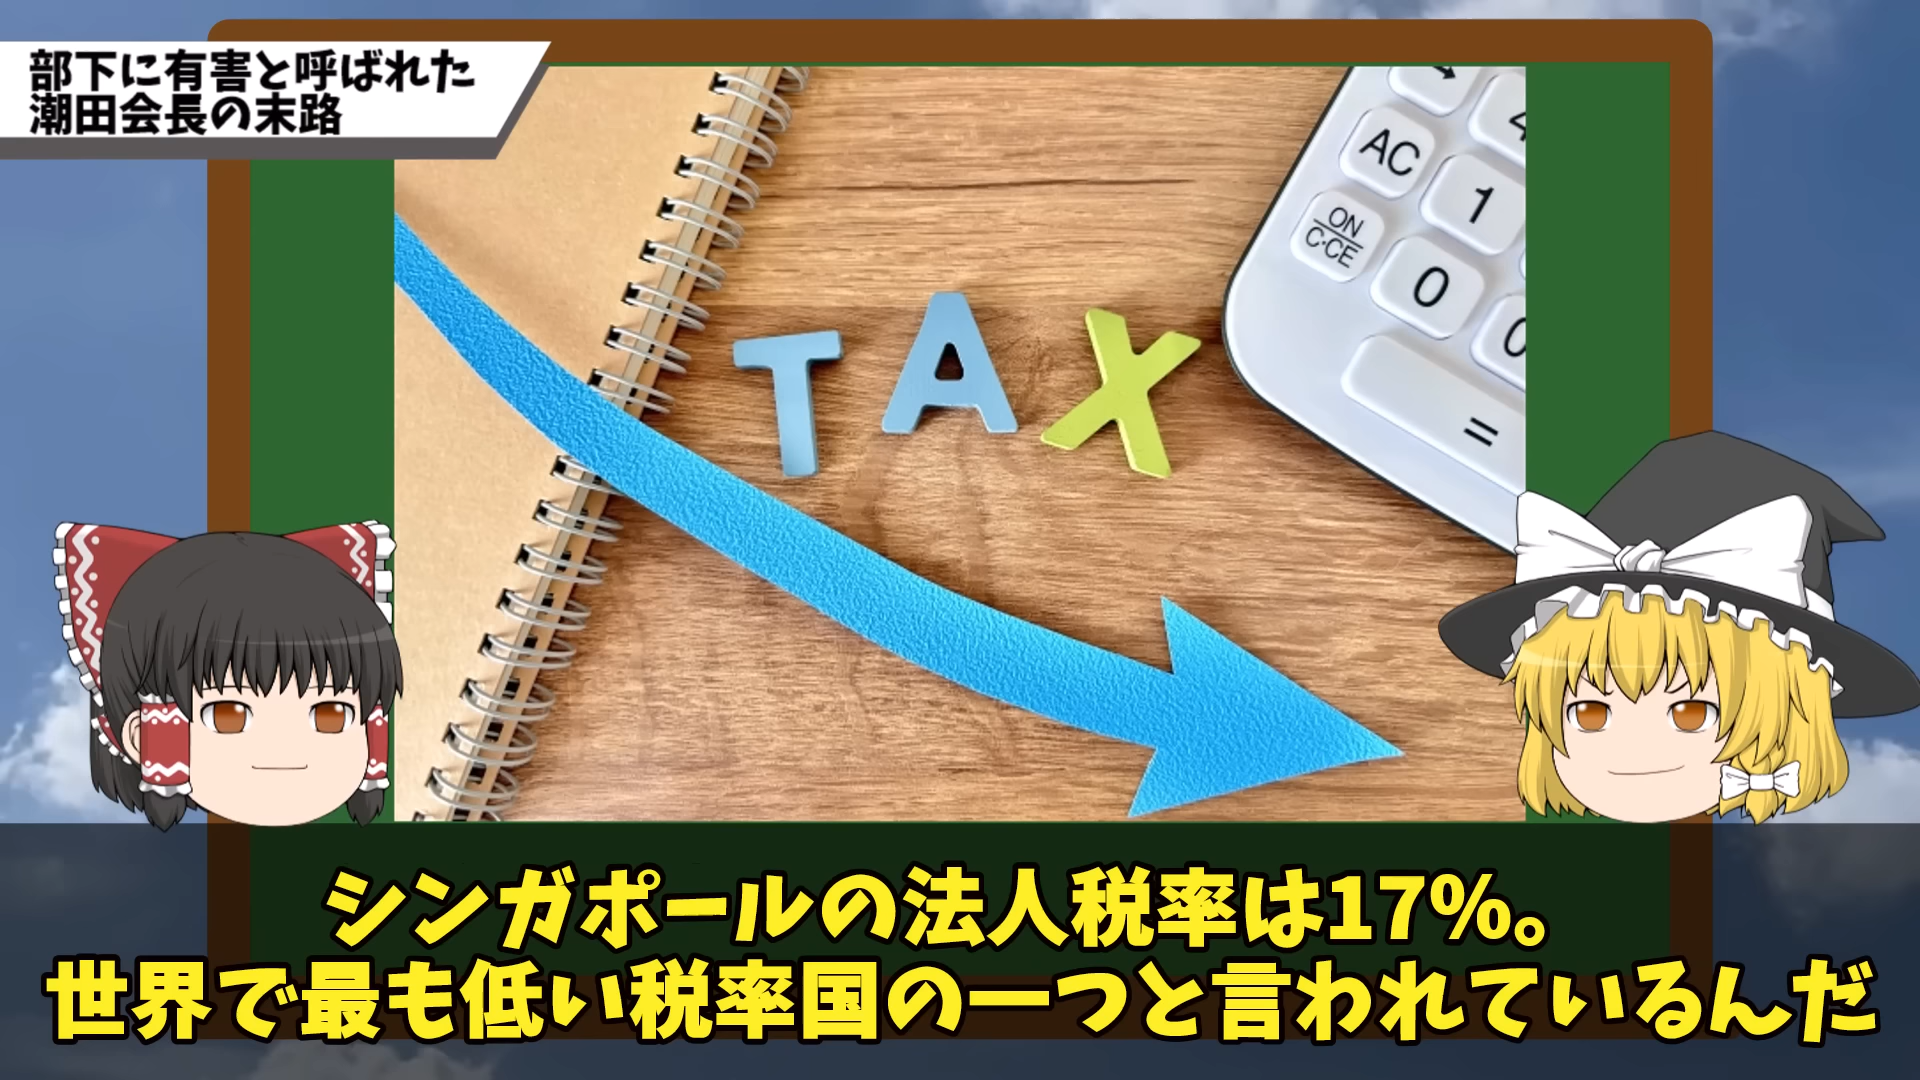 部下に有害と呼ばれた
潮田会長の末路
AC
4
1
ON
C・CE
0
0
=
TAX
シンガポールの法人税率は17%。
世界で最も低い税率国の一つと言われているんだ